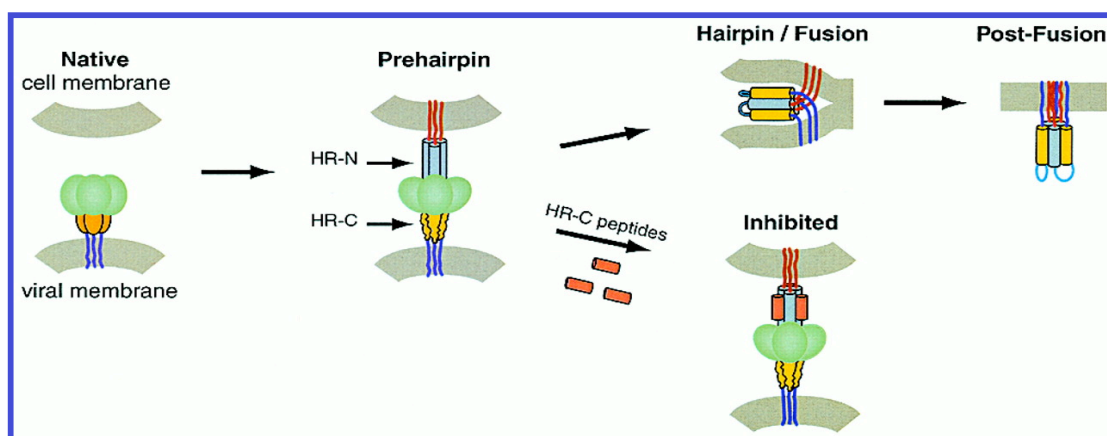 Native
cell membrane
viral membrane
Prehairpin
HR-N
HR-C
Hairpin / Fusion
Post-Fusion
HR-C peptides
Inhibited